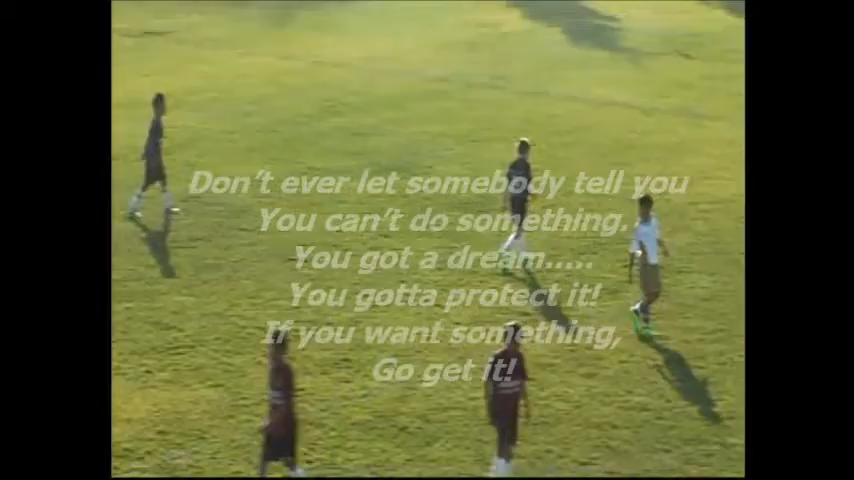 Don't ever let somebody tell you
You can't do something.
You got a dream.....
You gotta protect it!
If you want something,
Go get it!